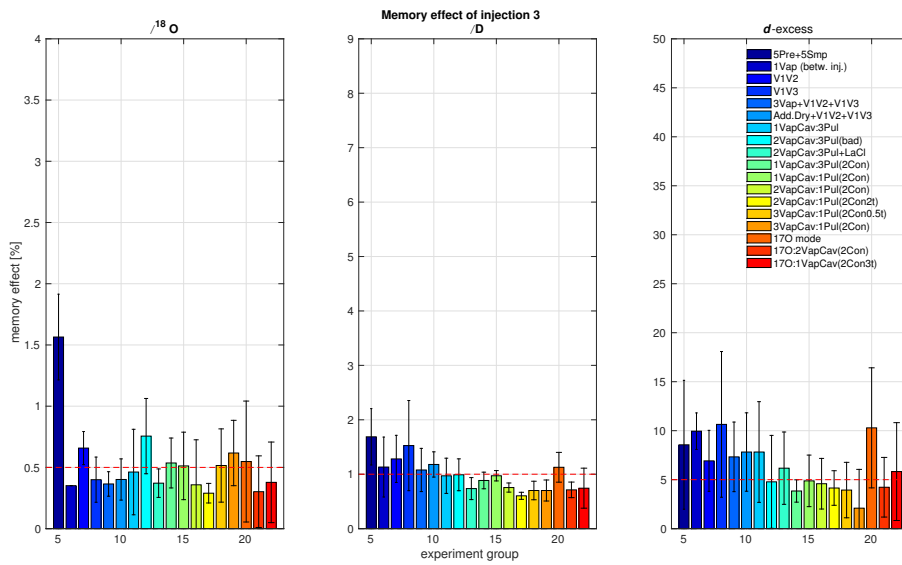 Memory effect of injection 3
/18 O
/D
d-excess
memory effect [%]
4
3.5
3
2.5
2
1.5
1
0.5
0
5 10 15 20
9
8
7
6
5
4
3
2
1
0
5 10 15 20
experiment group
50
45
40
35
30
25
20
15
10
5
0
5 10 15 20
5Pre+5Smp
1Vap (betw. inj.)
V1V2
V1V3
3Vap+V1V2+V1V3
Add.Dry+V1V2+V1V3
1VapCav:3Pul
2VapCav:3Pul(bad)
2VapCav:3Pul+LaCl
1VapCav:3Pul(2Con)
1VapCav:1Pul(2Con)
2VapCav:1Pul(2Con)
2VapCav:1Pul(2Con2t)
3VapCav:1Pul(2Con0.5t)
3VapCav:1Pul(2Con)
17O mode
17O:2VapCav(2Con)
17O:1VapCav(2Con3t)